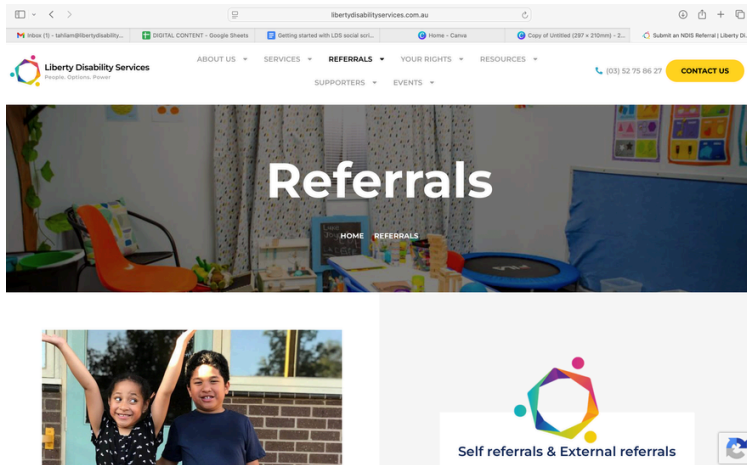 libertydisabilityservices.com.au
Inbox (1) - tahliam@libertydisability...
DIGITAL CONTENT - Google Sheets
Getting started with LDS social scri...
Home - Canva
Copy of Untitled (297 × 210mm) - 2...
Submit an NDIS Referral | Liberty Di...
Liberty Disability Services
People. Options. Power
ABOUT US
SERVICES
REFERRALS
YOUR RIGHTS
RESOURCES
SUPPORTERS
EVENTS
(03) 52 75 86 27
CONTACT US
Referrals
HOME REFERRALS
Self referrals & External referrals